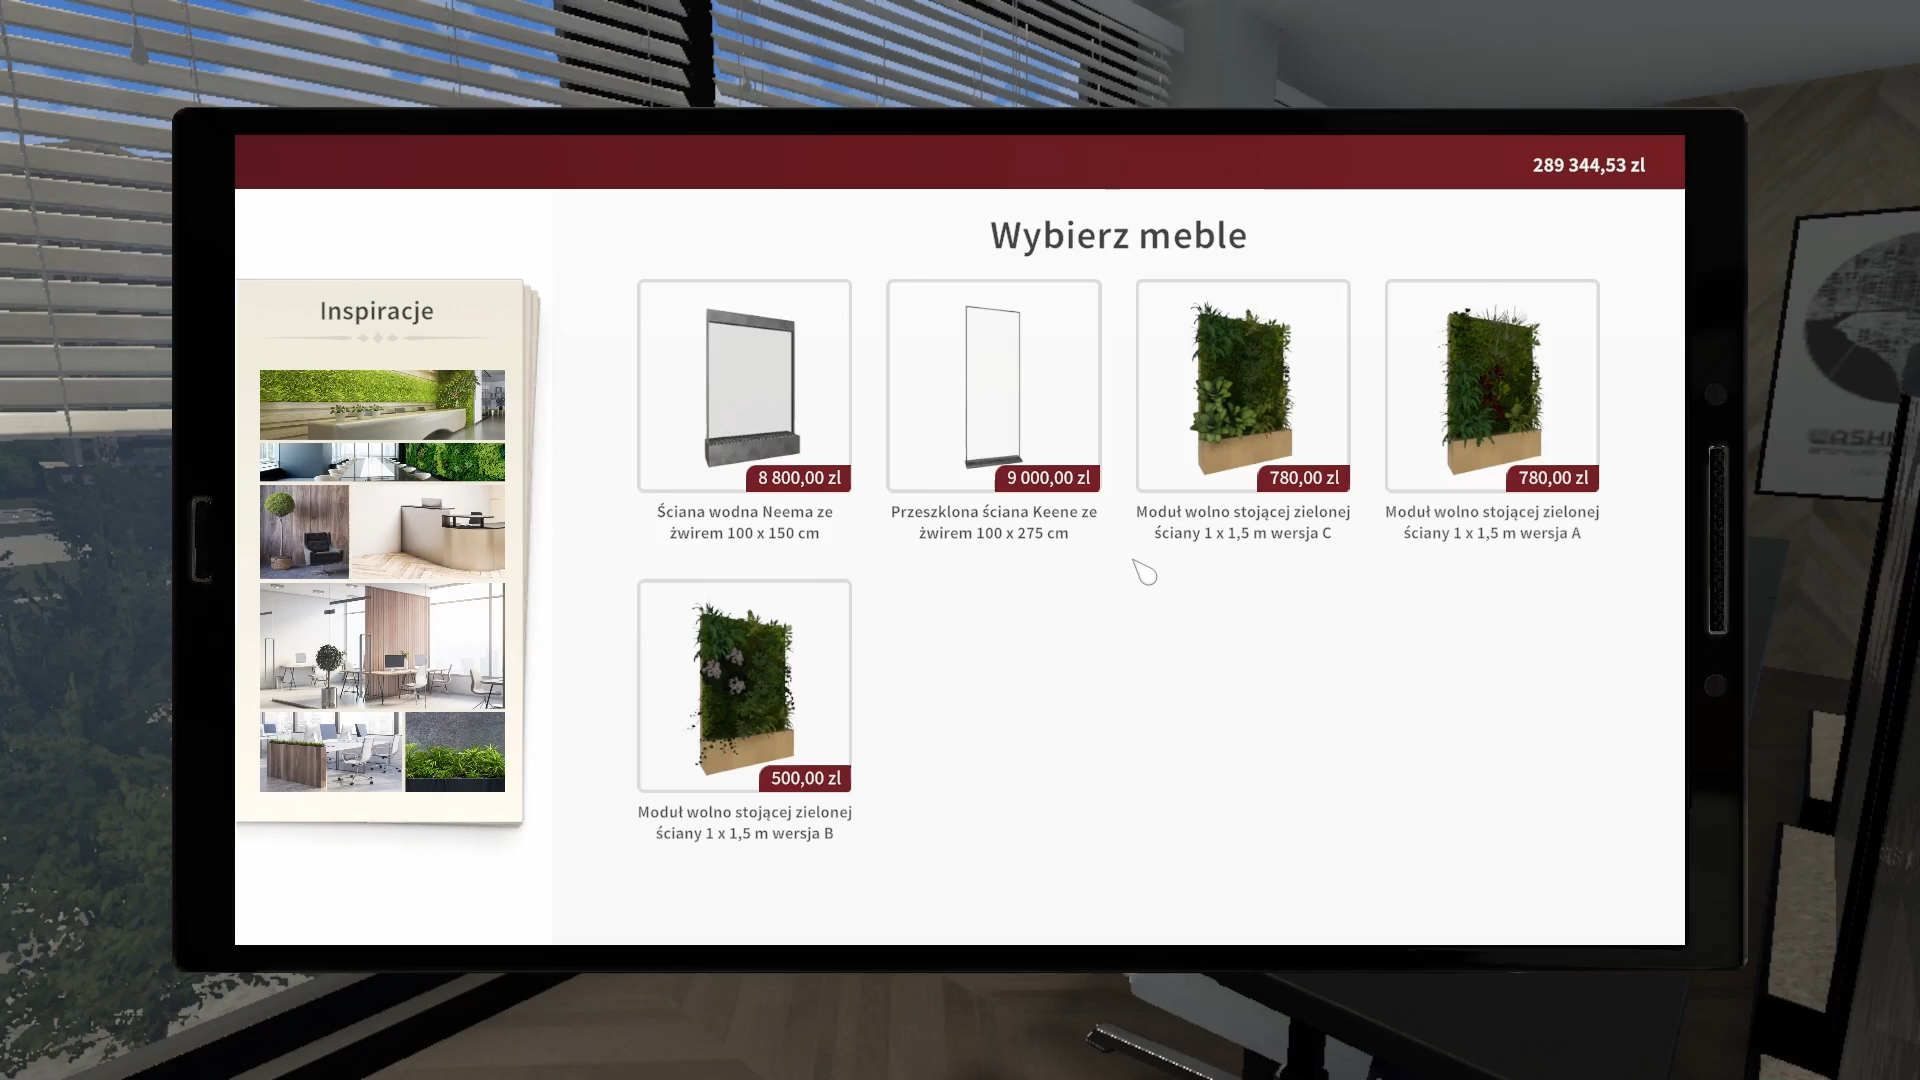 289 344,53 zl
Wybierz meble
Inspiracje
8 800,00 zl
9 000,00 zl
780,00 zl
780,00 zl
Ściana wodna Neema ze
żwirem 100 x 150 cm
Przeszklona ściana Keene ze
żwirem 100 x 275 cm
Moduł wolno stojącej zielonej
ściany 1 x 1,5 m wersja C
Moduł wolno stojącej zielonej
ściany 1 x 1,5 m wersja A
500,00 zl
Moduł wolno stojącej zielonej
ściany 1 x 1,5 m wersja B